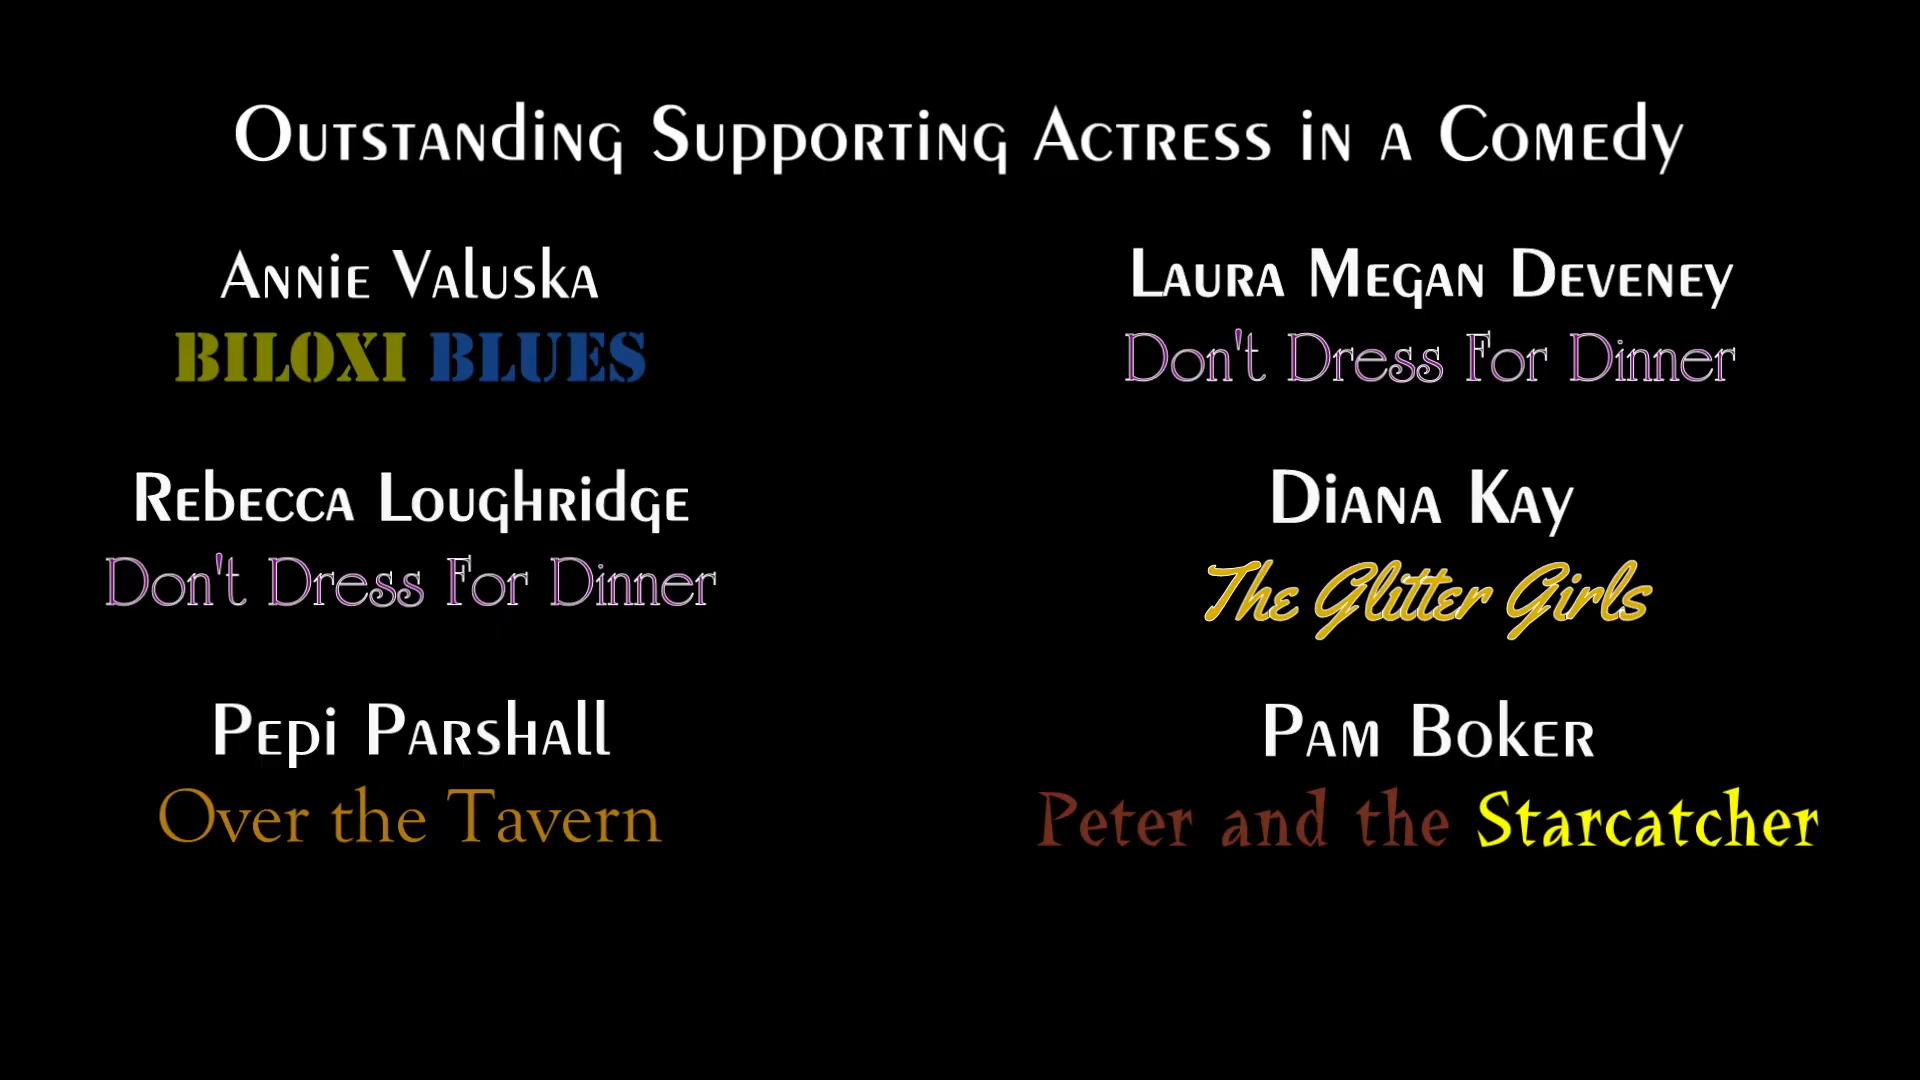 Outstanding Supporting Actress in a Comedy
Annie Valuska
BILOXI BLUES
Laura Megan Deveney
Don't Dress For Dinner
Rebecca Loughridge
Don't Dress For Dinner
Diana Kay
The Glitter Girls
Pepi Parshall
Over the Tavern
Pam Boker
Peter and the Starcatcher